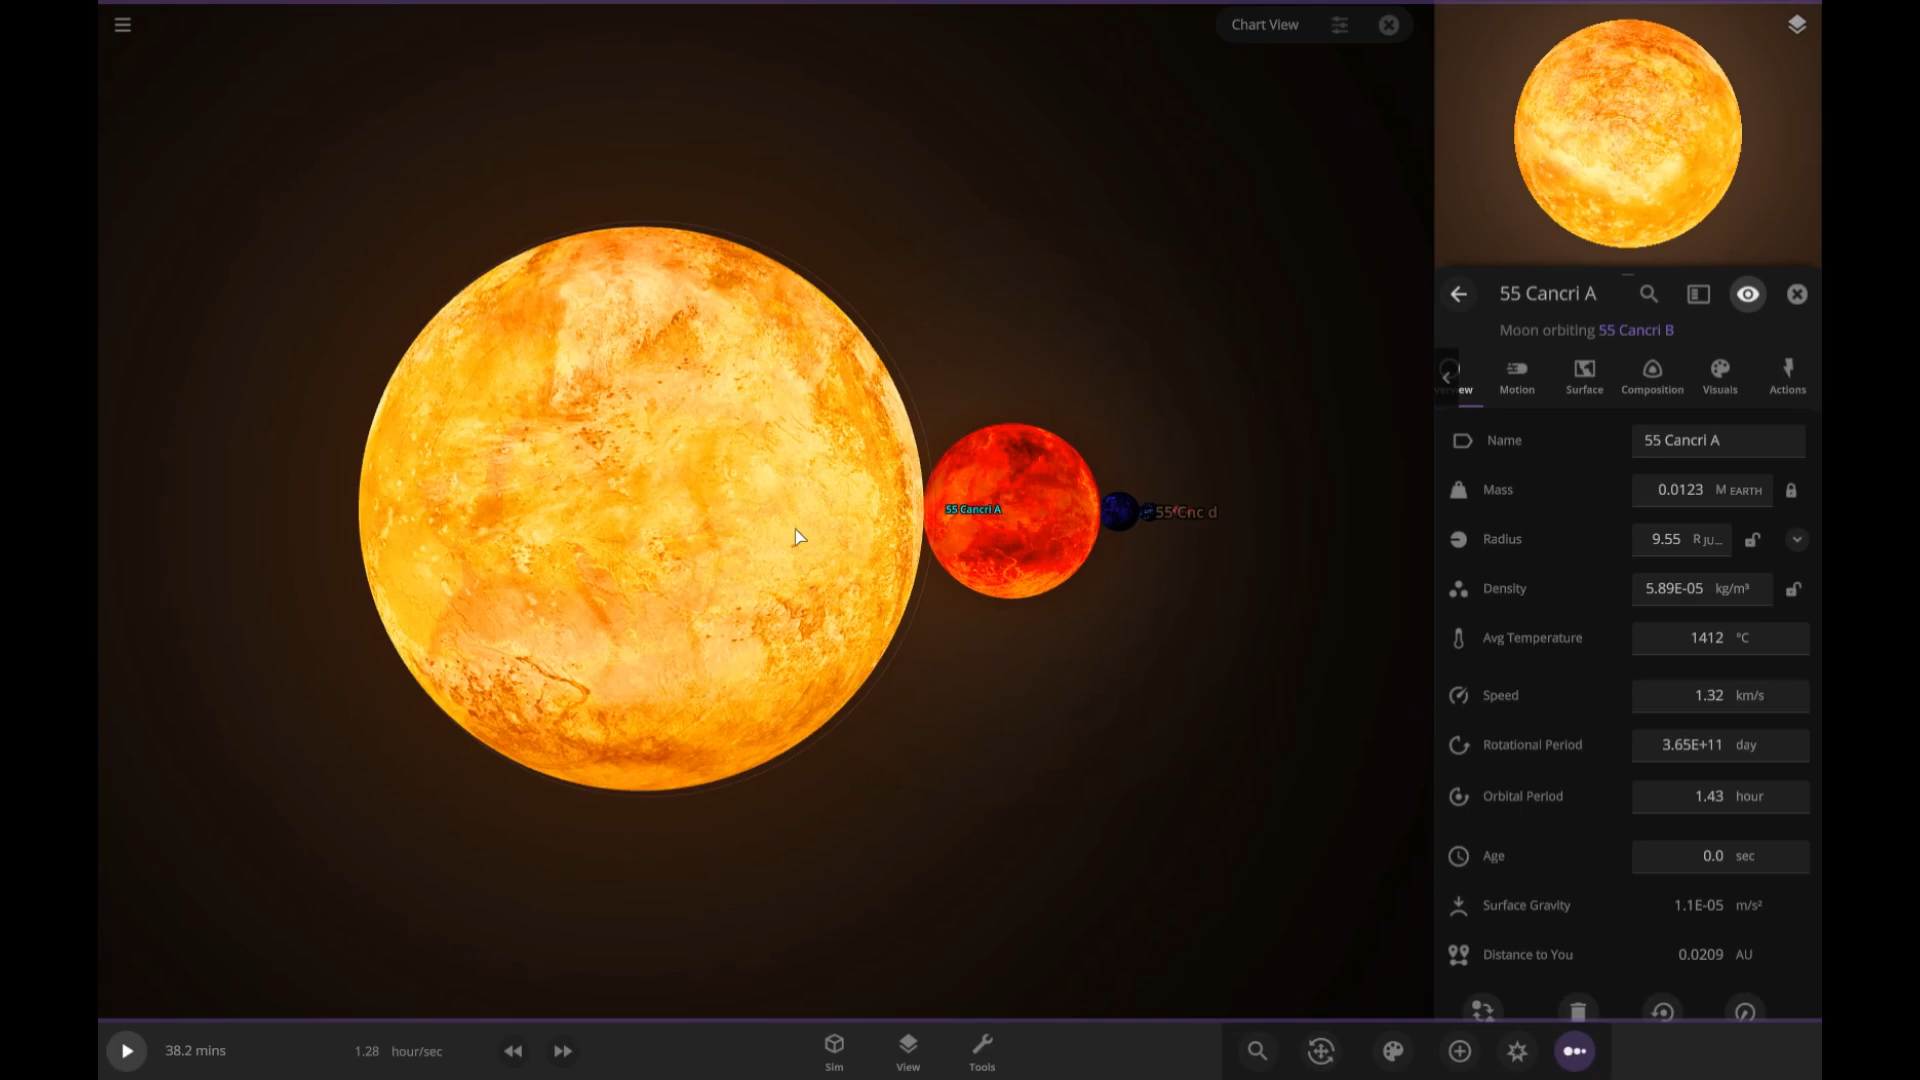 Chart View
55 Cancri A
Moon orbiting 55 Cancri B
ew
Motion
Surface
Composition
Visuals
Actions
Name
55 Cancri A
Mass
0.0123 M EARTH
Radius
9.55 R JU...
Density
5.89E-05 kg/m³
Avg Temperature
1412 °C
Speed
1.32 km/s
Rotational Period
3.65E+11 day
Orbital Period
1.43 hour
Age
0.0 sec
Surface Gravity
1.1E-05 m/s²
Distance to You
0.0209 AU
55 Cancri A
55 Cnc d
38.2 mins
1.28 hour/sec
Sim
View
Tools